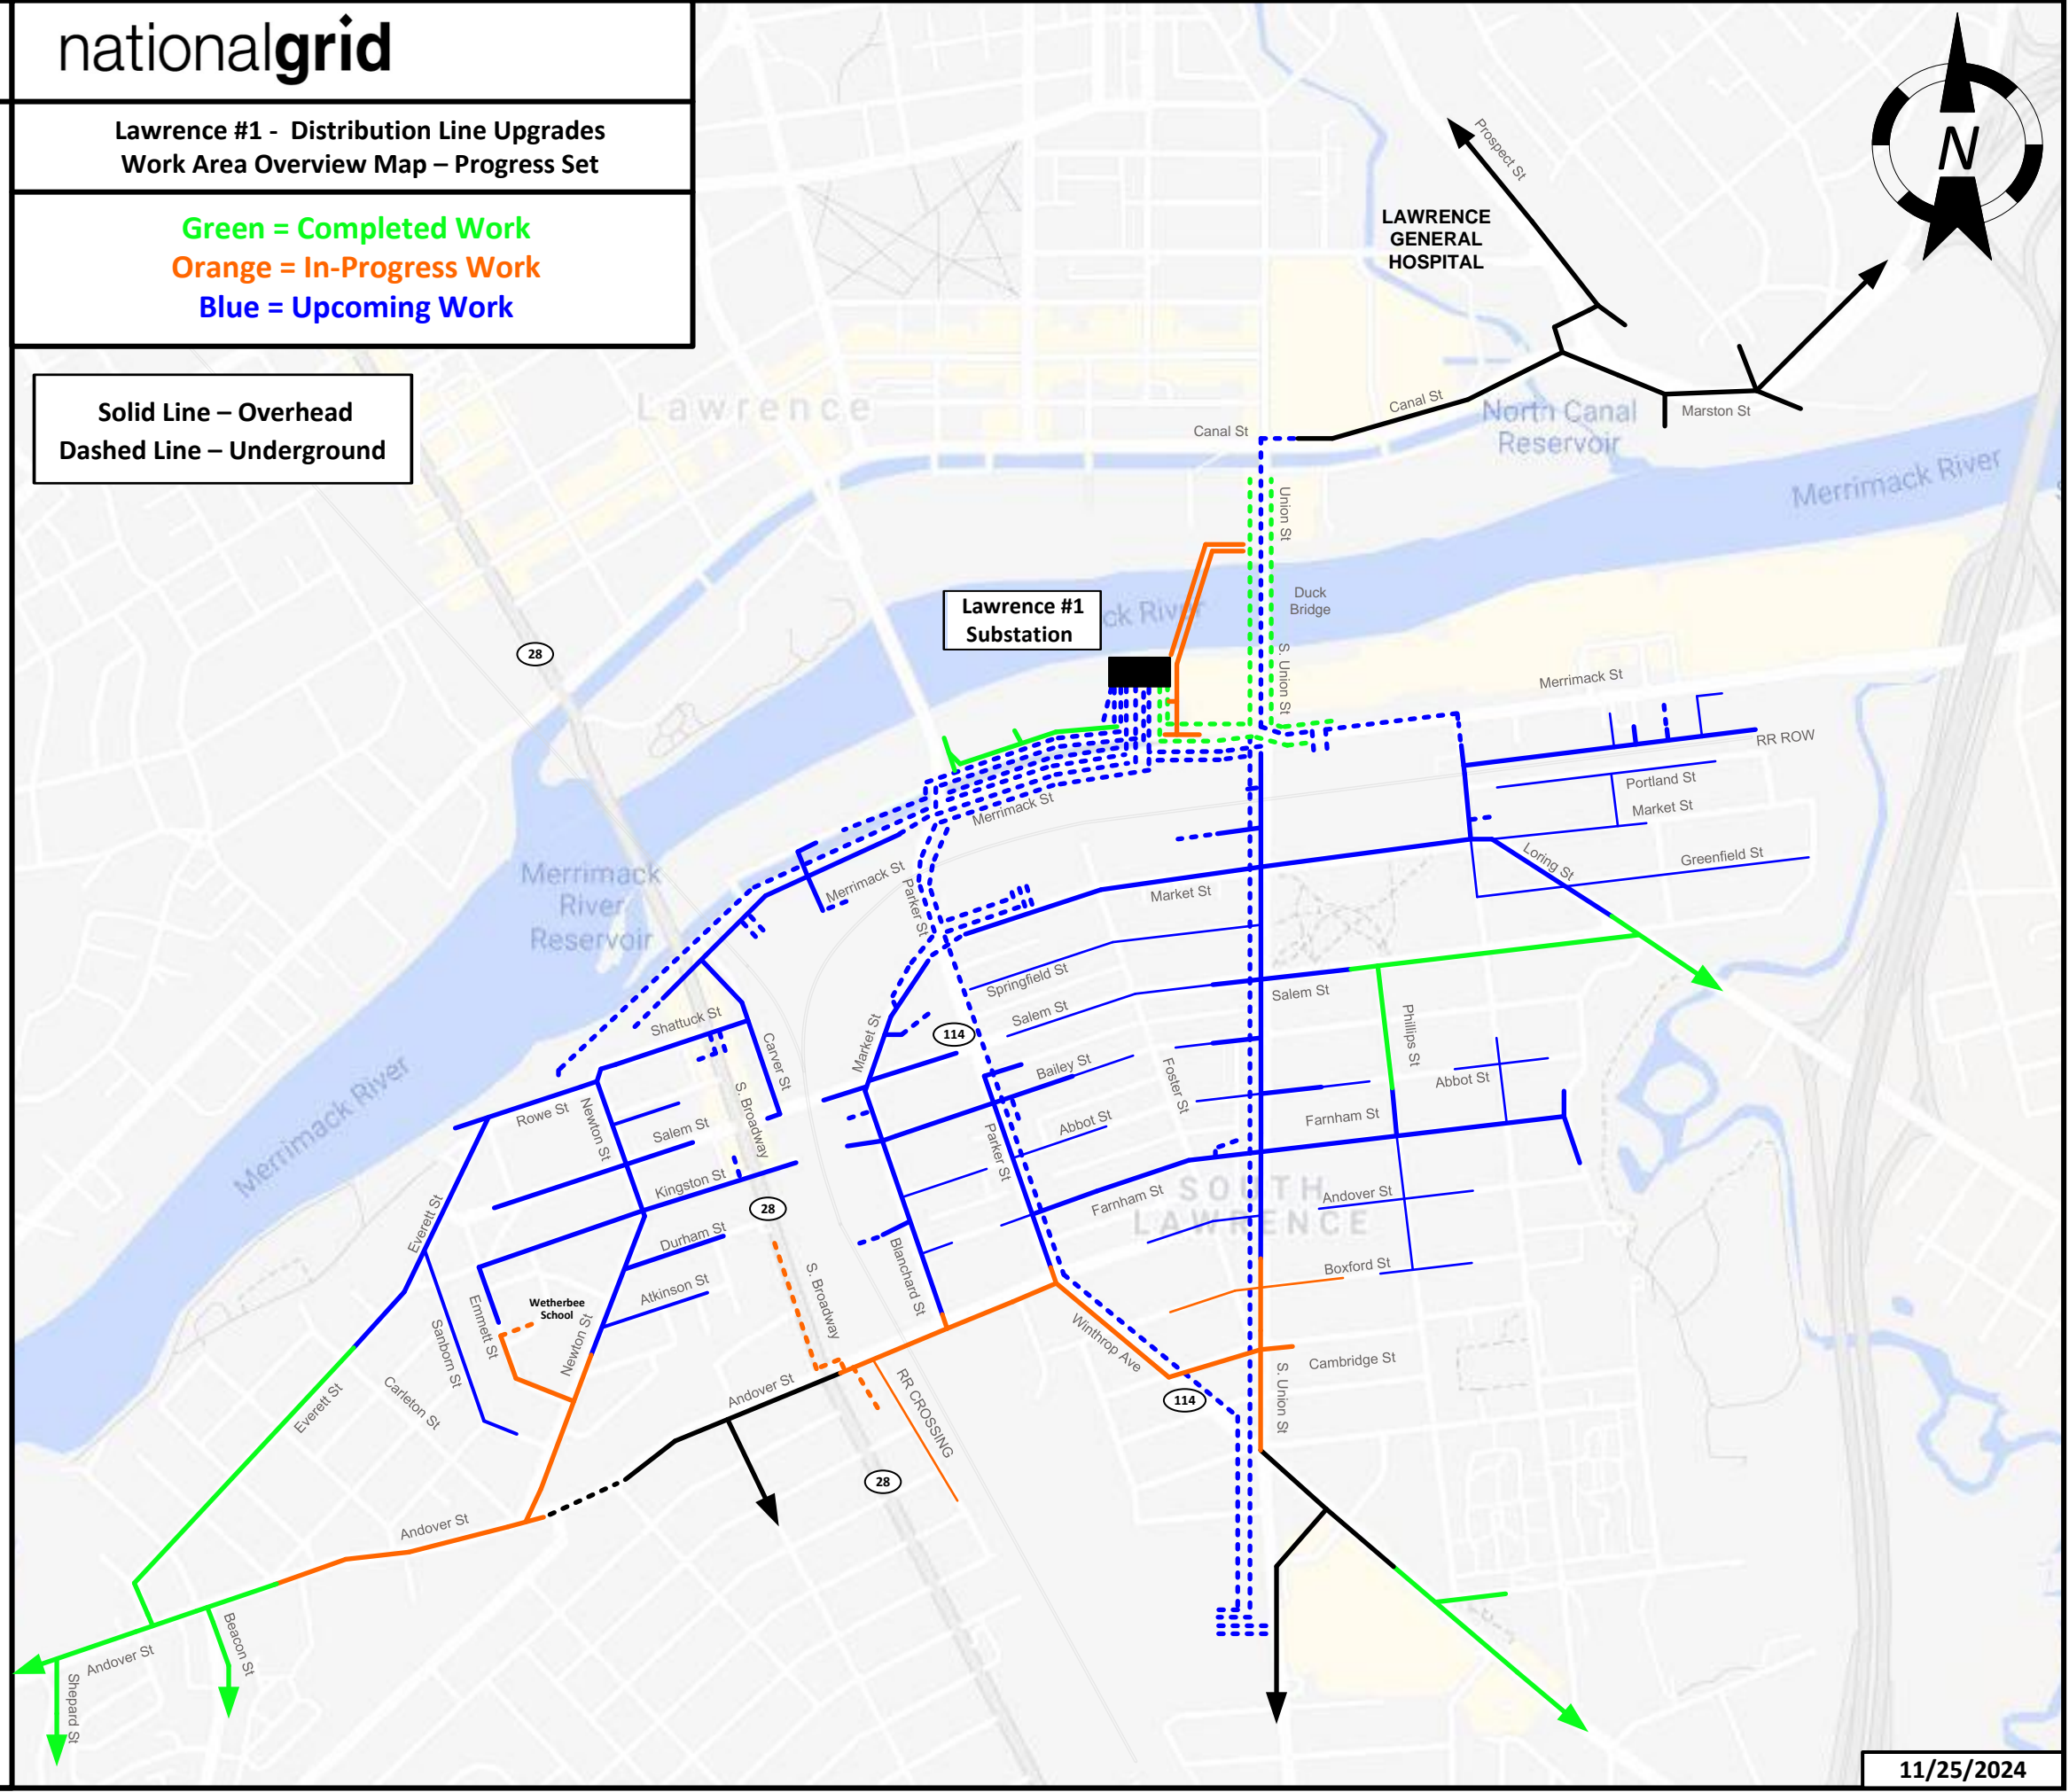 nationalgrid
Lawrence #1 - Distribution Line Upgrades
Work Area Overview Map – Progress Set
Green = Completed Work
Orange = In-Progress Work
Blue = Upcoming Work
Solid Line – Overhead
Dashed Line – Underground
N
Prospect St
LAWRENCE
GENERAL
HOSPITAL
Lawrence
Canal St
Canal St
North Canal
Reservoir
Marston St
Merrimack River
Union St
Duck
Bridge
Lawrence #1
Substation
ck River
28
S. Union St
Merrimack St
RR ROW
Portland St
Market St
Greenfield St
Loring St
Merrimack St
Merrimack
River
Reservoir
Merrimack St
Parker St
Market St
Springfield St
Salem St
Salem St
Shattuck St
Carver St
Market St
114
Phillips St
Bailey St
Foster St
Abbot St
Merrimack River
Rowe St
Newton St
Salem St
S. Broadway
Abbot St
Farnham St
Parker St
Kingston St
28
Farnham St
SOUTH
LAWRENCE
Andover St
Everett St
Durham St
Blanchard St
S. Broadway
Boxford St
Atkinson St
Wetherbee
School
Emmett St
Newton St
Sanborn St
Winthrop Ave
Cambridge St
Carleton St
Everett St
Andover St
RR CROSSING
114
S. Union St
28
Andover St
Beacon St
Andover St
Shepard St
11/25/2024